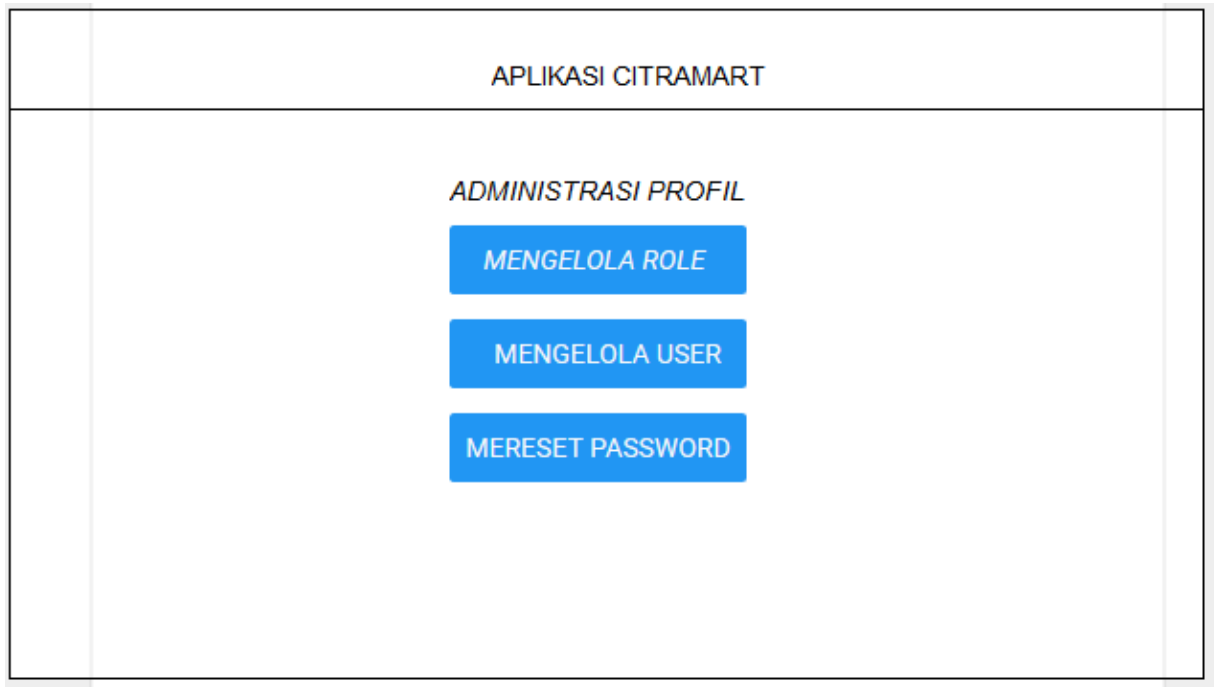 APLIKASI CITRAMART
ADMINISTRASI PROFIL
MENGELOLA ROLE
MENGELOLA USER
MERESET PASSWORD